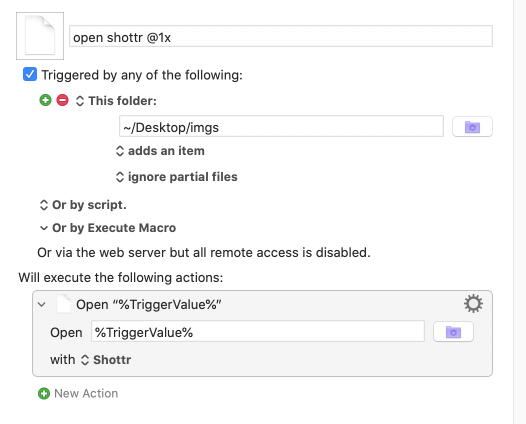 open shottr @1x
Triggered by any of the following:
This folder:
~/Desktop/imgs
adds an item
ignore partial files
Or by script.
Or by Execute Macro
Or via the web server but all remote access is disabled.
Will execute the following actions:
Open “%TriggerValue%”
Open %TriggerValue%
with Shottr
New Action